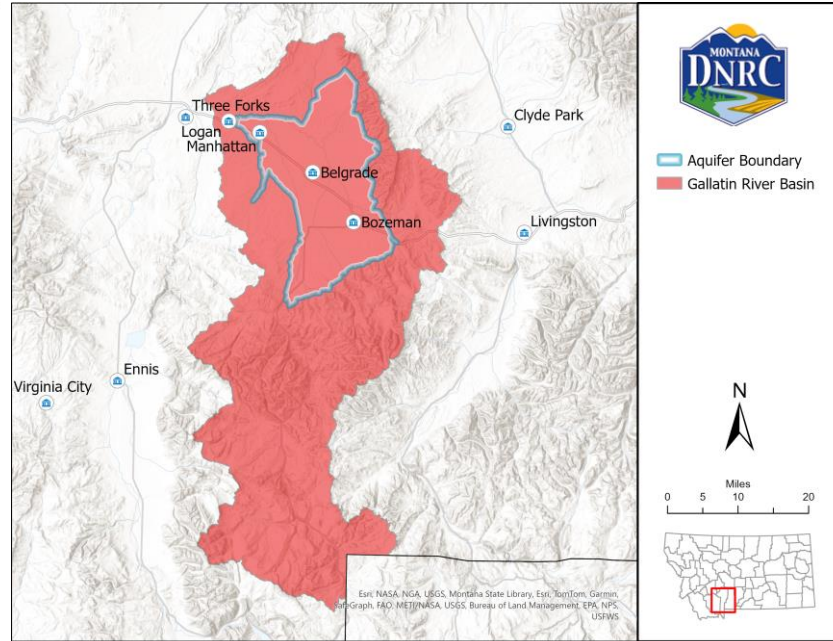 Three Forks
Logan
Manhattan
Clyde Park
Belgrade
Bozeman
Livingston
Ennis
Virginia City
Esri, NASA, NGA, USGS, Montana State Library, Esri, TomTom, Garmin,
FAO, METI/NASA, USGS, Bureau of Land Management, EPA, NPS,
USFWS
MONTANA
DNRC
Aquifer Boundary
Gallatin River Basin
N
Miles
0 5 10 20